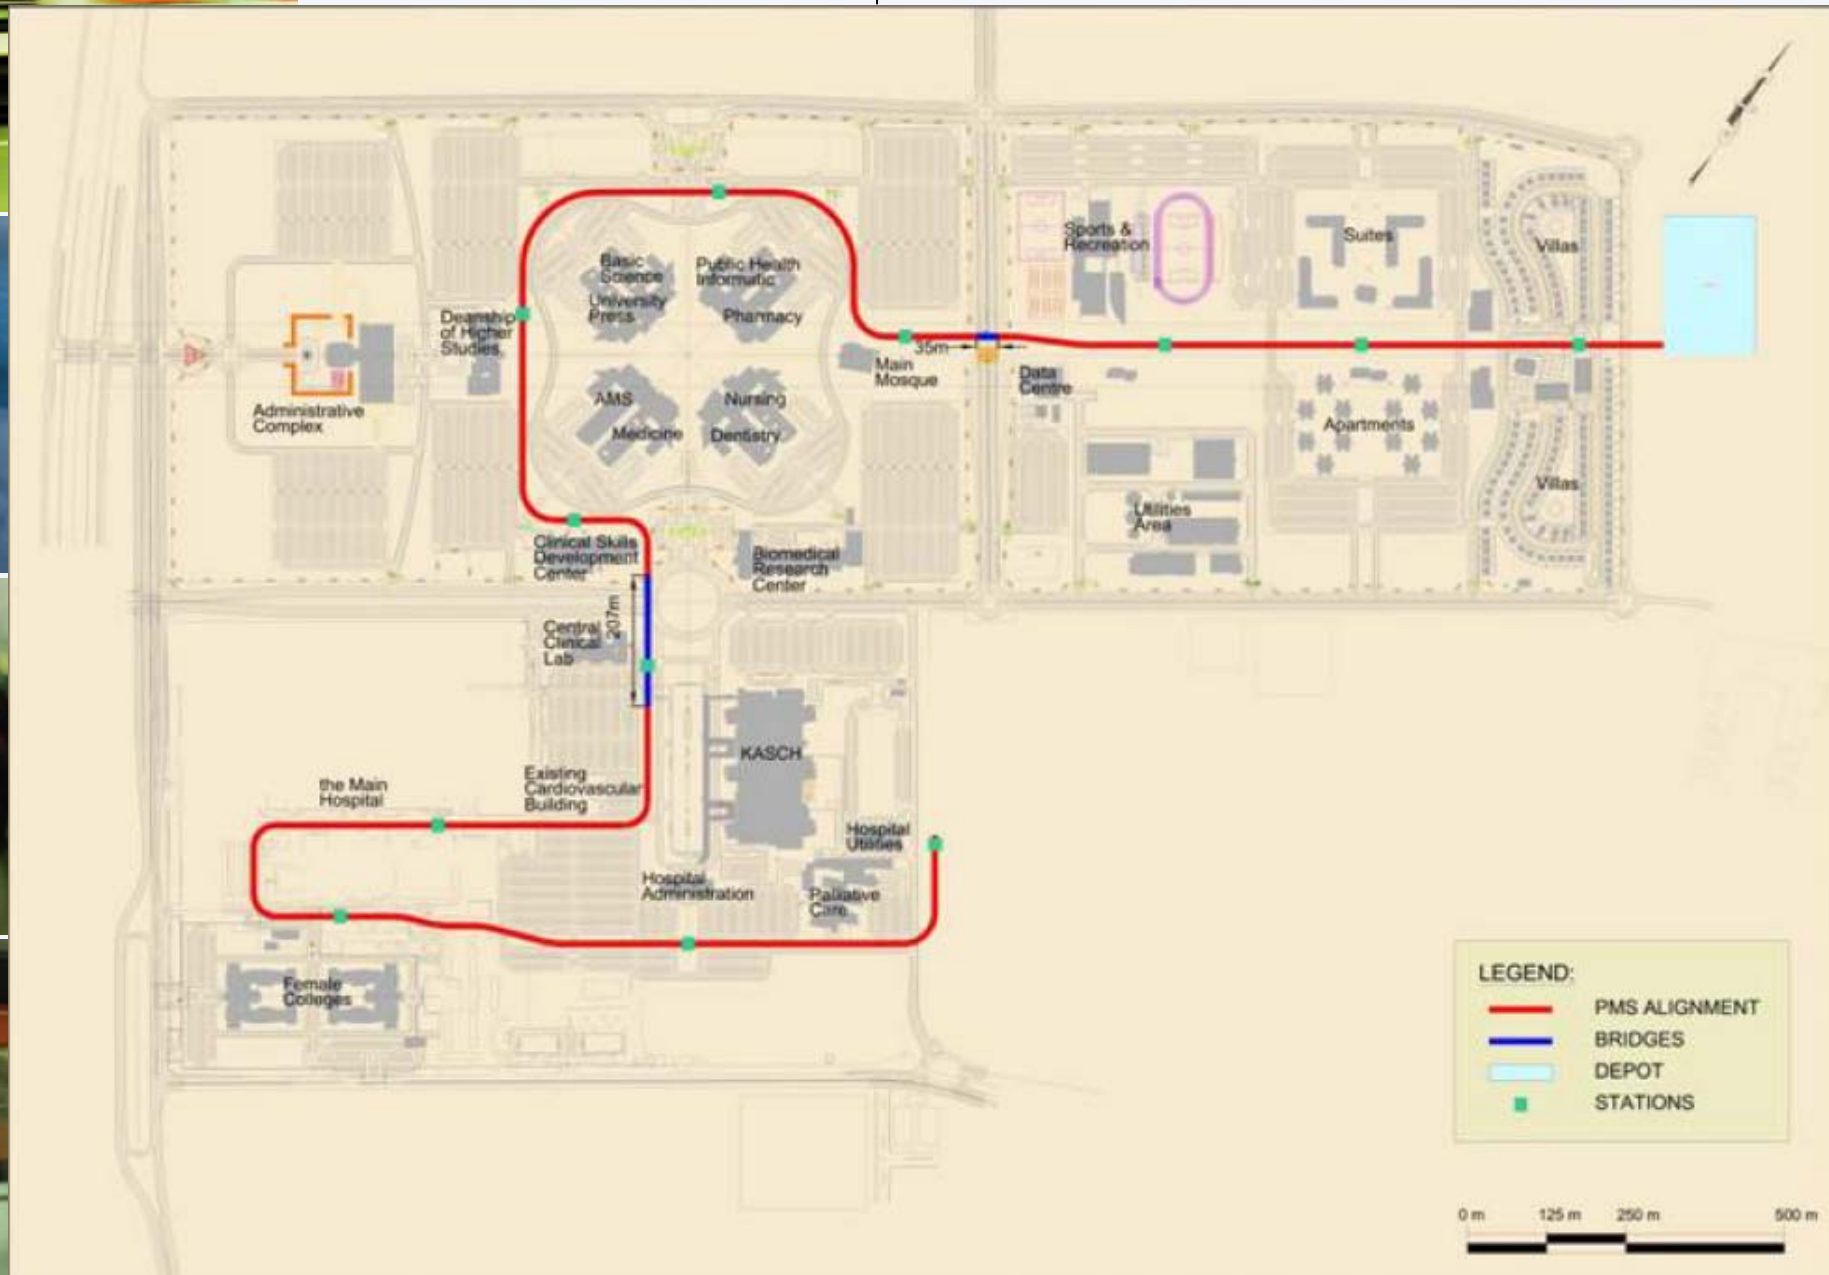 Basic
Science
University
Press
Public Health
Informatic
Pharmacy
Deanship
of Higher
Studies
Administrative
Complex
AMS
Medicine
Nursing
Dentistry
Main
Mosque
35m
Sports &
Recreation
Suites
Villas
Data
Centre
Apartments
Villas
Utilities
Area
Clinical Skills
Development
Center
Biomedical
Research
Center
207m
Central
Clinical
Lab
KASCH
the Main
Hospital
Existing
Cardiovascular
Building
Hospital
Utilities
Hospital
Administration
Palliative
Care
Female
Colleges
LEGEND:
PMS ALIGNMENT
BRIDGES
DEPOT
STATIONS
0 m 125 m 250 m 500 m